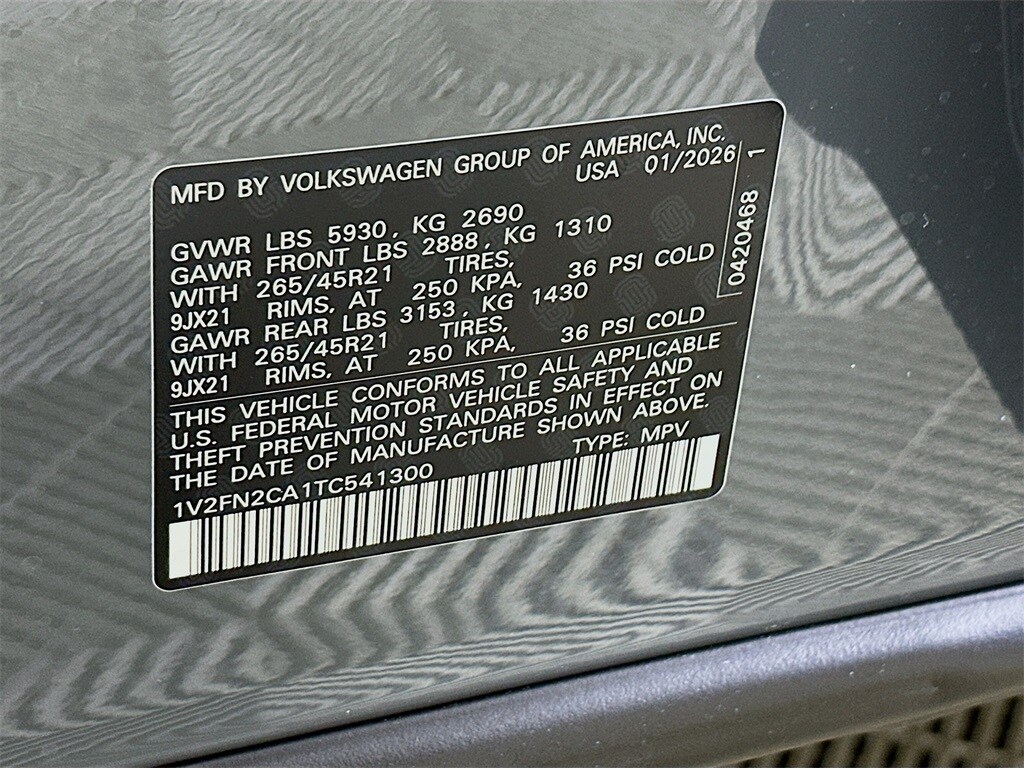 MFD BY VOLKSWAGEN GROUP OF AMERICA, INC.
USA 01/2026
GVWR LBS 5930, KG 2690
GAWR FRONT LBS 2888, KG 1310
WITH 265/45R21 TIRES,
9JX21 RIMS, AT 250 KPA, 36 PSI COLD
GAWR REAR LBS 3153, KG 1430
WITH 265/45R21 TIRES,
9JX21 RIMS, AT 250 KPA, 36 PSI COLD
THIS VEHICLE CONFORMS TO ALL APPLICABLE
U.S. FEDERAL MOTOR VEHICLE SAFETY AND
THEFT PREVENTION STANDARDS IN EFFECT ON
THE DATE OF MANUFACTURE SHOWN ABOVE.
1V2FN2CA1TC541300 TYPE: MPV
0420468 1